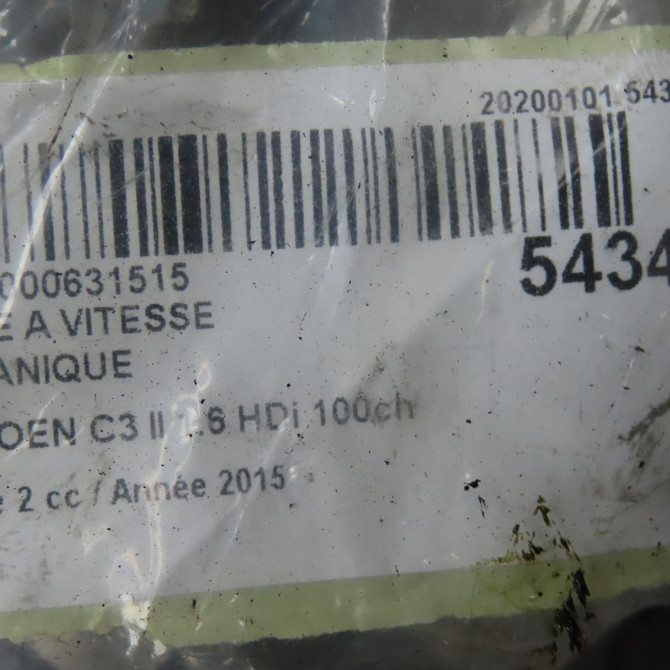 20200101 543
000631515 5434
E A VITESSE
ANIQUE
OEN C3 II 1.6 HDi 100ch
e 2 cc / Année 2015